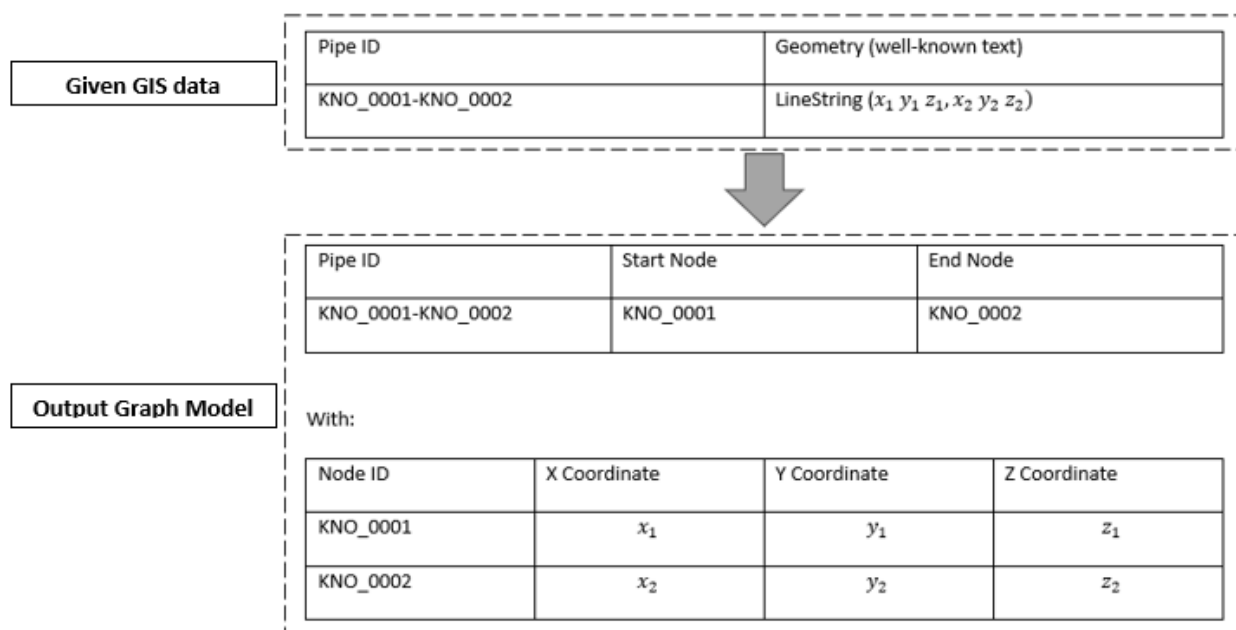 Given GIS data
Pipe ID Geometry (well-known text)
KNO_0001-KNO_0002 LineString (x₁ y₁ z₁, x₂ y₂ z₂)
Output Graph Model
Pipe ID Start Node End Node
KNO_0001-KNO_0002 KNO_0001 KNO_0002
With:
Node ID X Coordinate Y Coordinate Z Coordinate
KNO_0001 x₁ y₁ z₁
KNO_0002 x₂ y₂ z₂